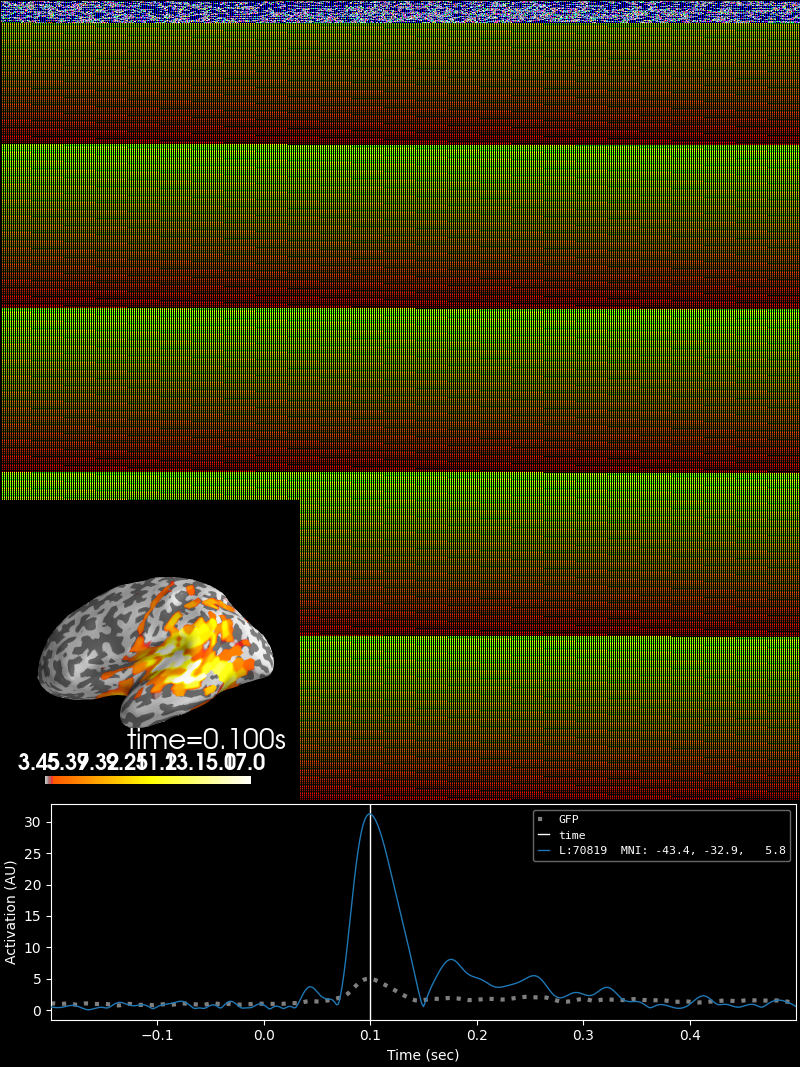 time=0.100s
30
25
20
15
10
5
0
Activation (AU)
GFP
time
L:70819 MNI: -43.4, -32.9, 5.8
−0.1 0.0 0.1 0.2 0.3 0.4
Time (sec)